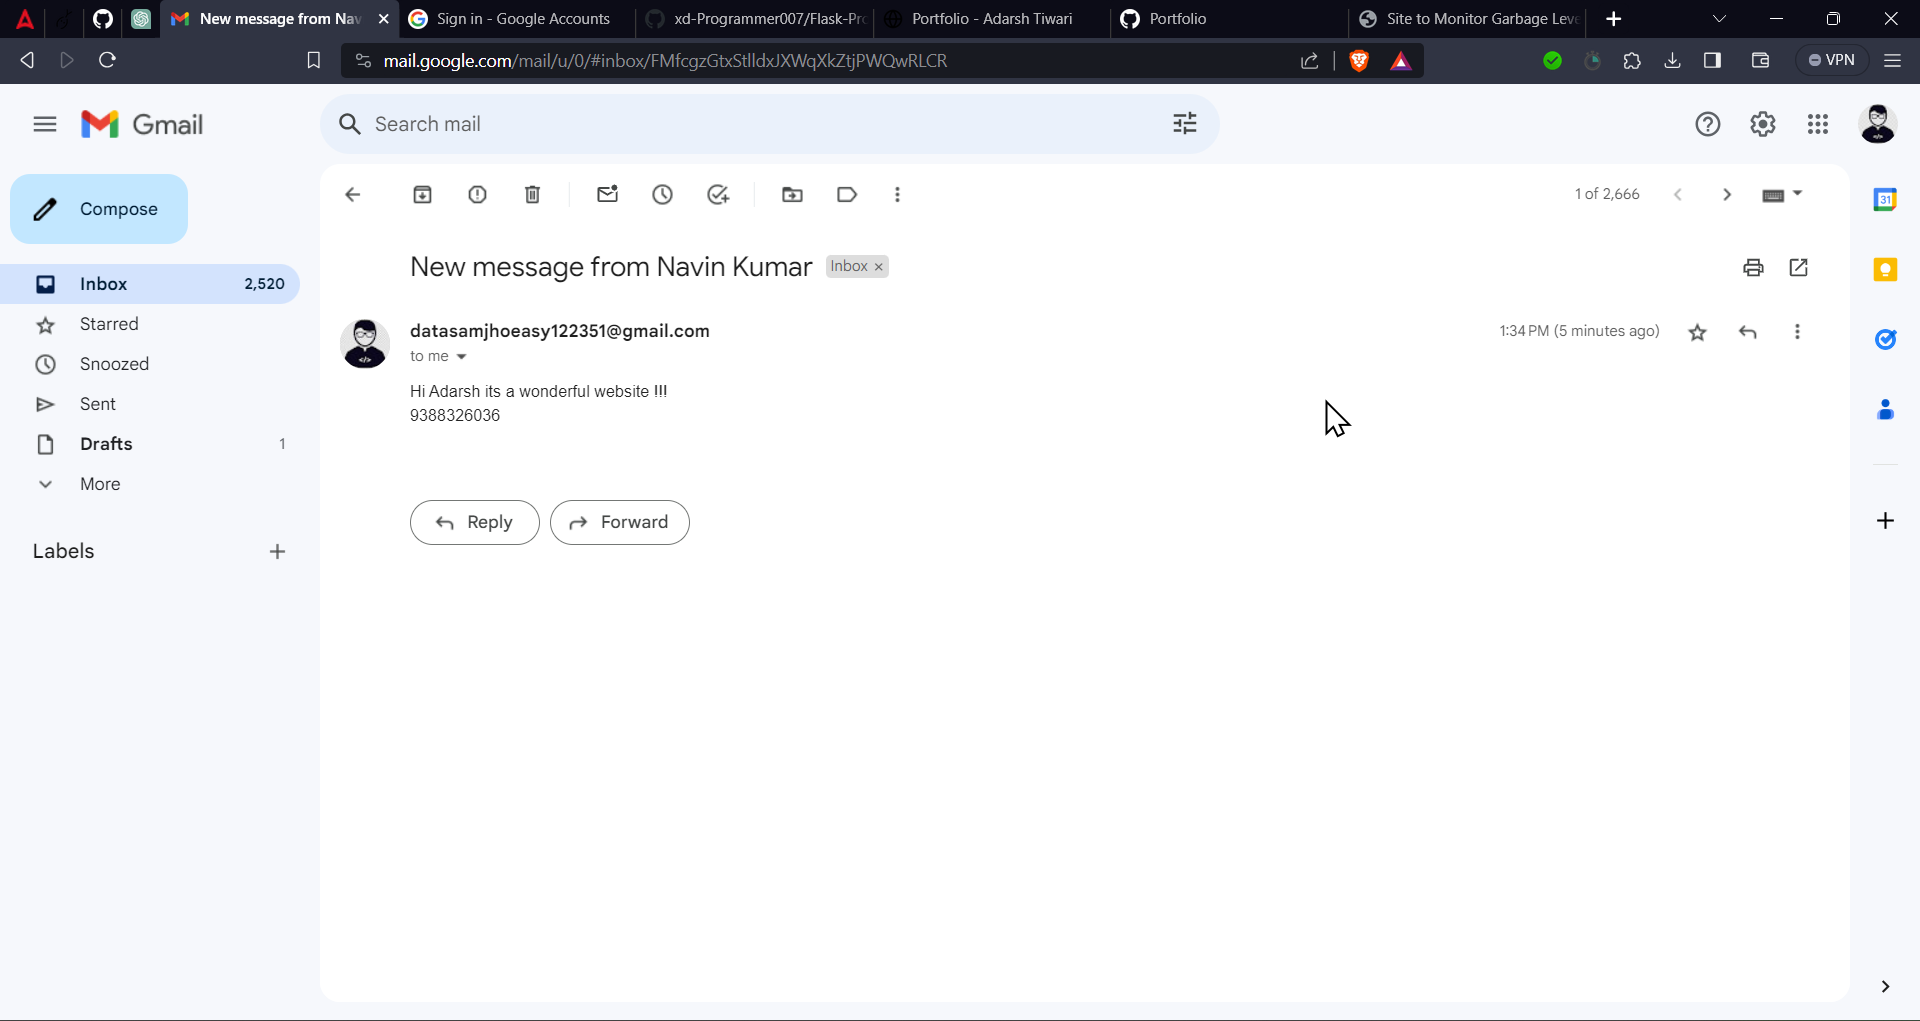 New message from Nav
Sign in - Google Accounts
xd-Programmer007/Flask-Pro
Portfolio - Adarsh Tiwari
Portfolio
Site to Monitor Garbage Leve
mail.google.com/mail/u/0/#inbox/FMfcgzGtxStlldxJXWqXkZtjPWQwRLCR
VPN
Gmail
Search mail
Compose
1 of 2,666
31
New message from Navin Kumar
Inbox ×
Inbox 2,520
Starred
Snoozed
Sent
Drafts 1
More
Labels
datasamjhoeasy122351@gmail.com
1:34 PM (5 minutes ago)
to me
Hi Adarsh its a wonderful website !!!
9388326036
Reply
Forward